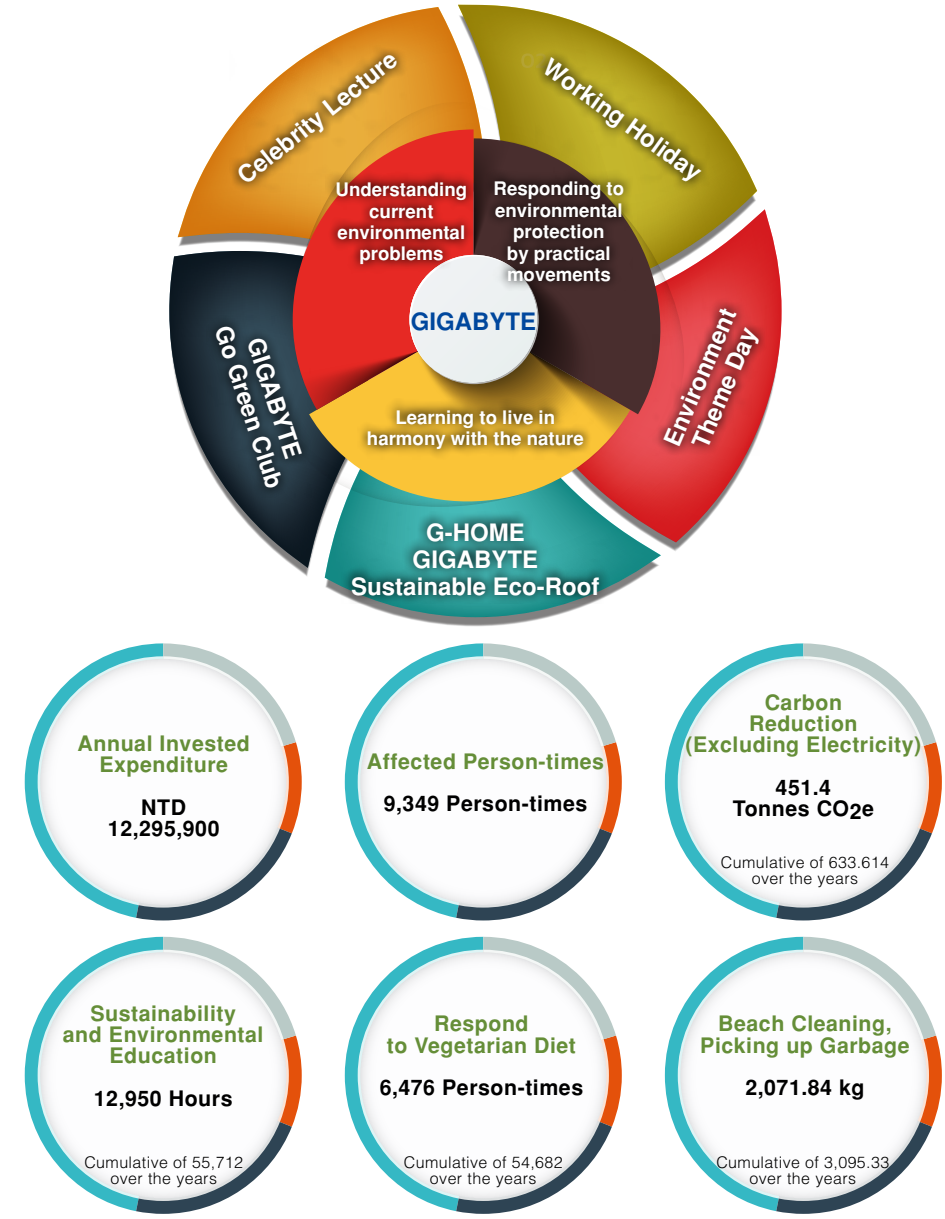 Celebrity Lecture
Working Holiday
Understanding
current
environmental
problems
Responding to
environmental
protection
by practical
movements
GIGABYTE
GIGABYTE
Go Green Club
Environment
Theme Day
Learning to live in
harmony with the nature
G-HOME
GIGABYTE
Sustainable Eco-Roof
Annual Invested
Expenditure
NTD
12,295,900
Affected Person-times
9,349 Person-times
Carbon
Reduction
(Excluding Electricity)
451.4
Tonnes CO2e
Cumulative of 633.614
over the years
Sustainability
and Environmental
Education
12,950 Hours
Cumulative of 55,712
over the years
Respond
to Vegetarian Diet
6,476 Person-times
Cumulative of 54,682
over the years
Beach Cleaning,
Picking up Garbage
2,071.84 kg
Cumulative of 3,095.33
over the years